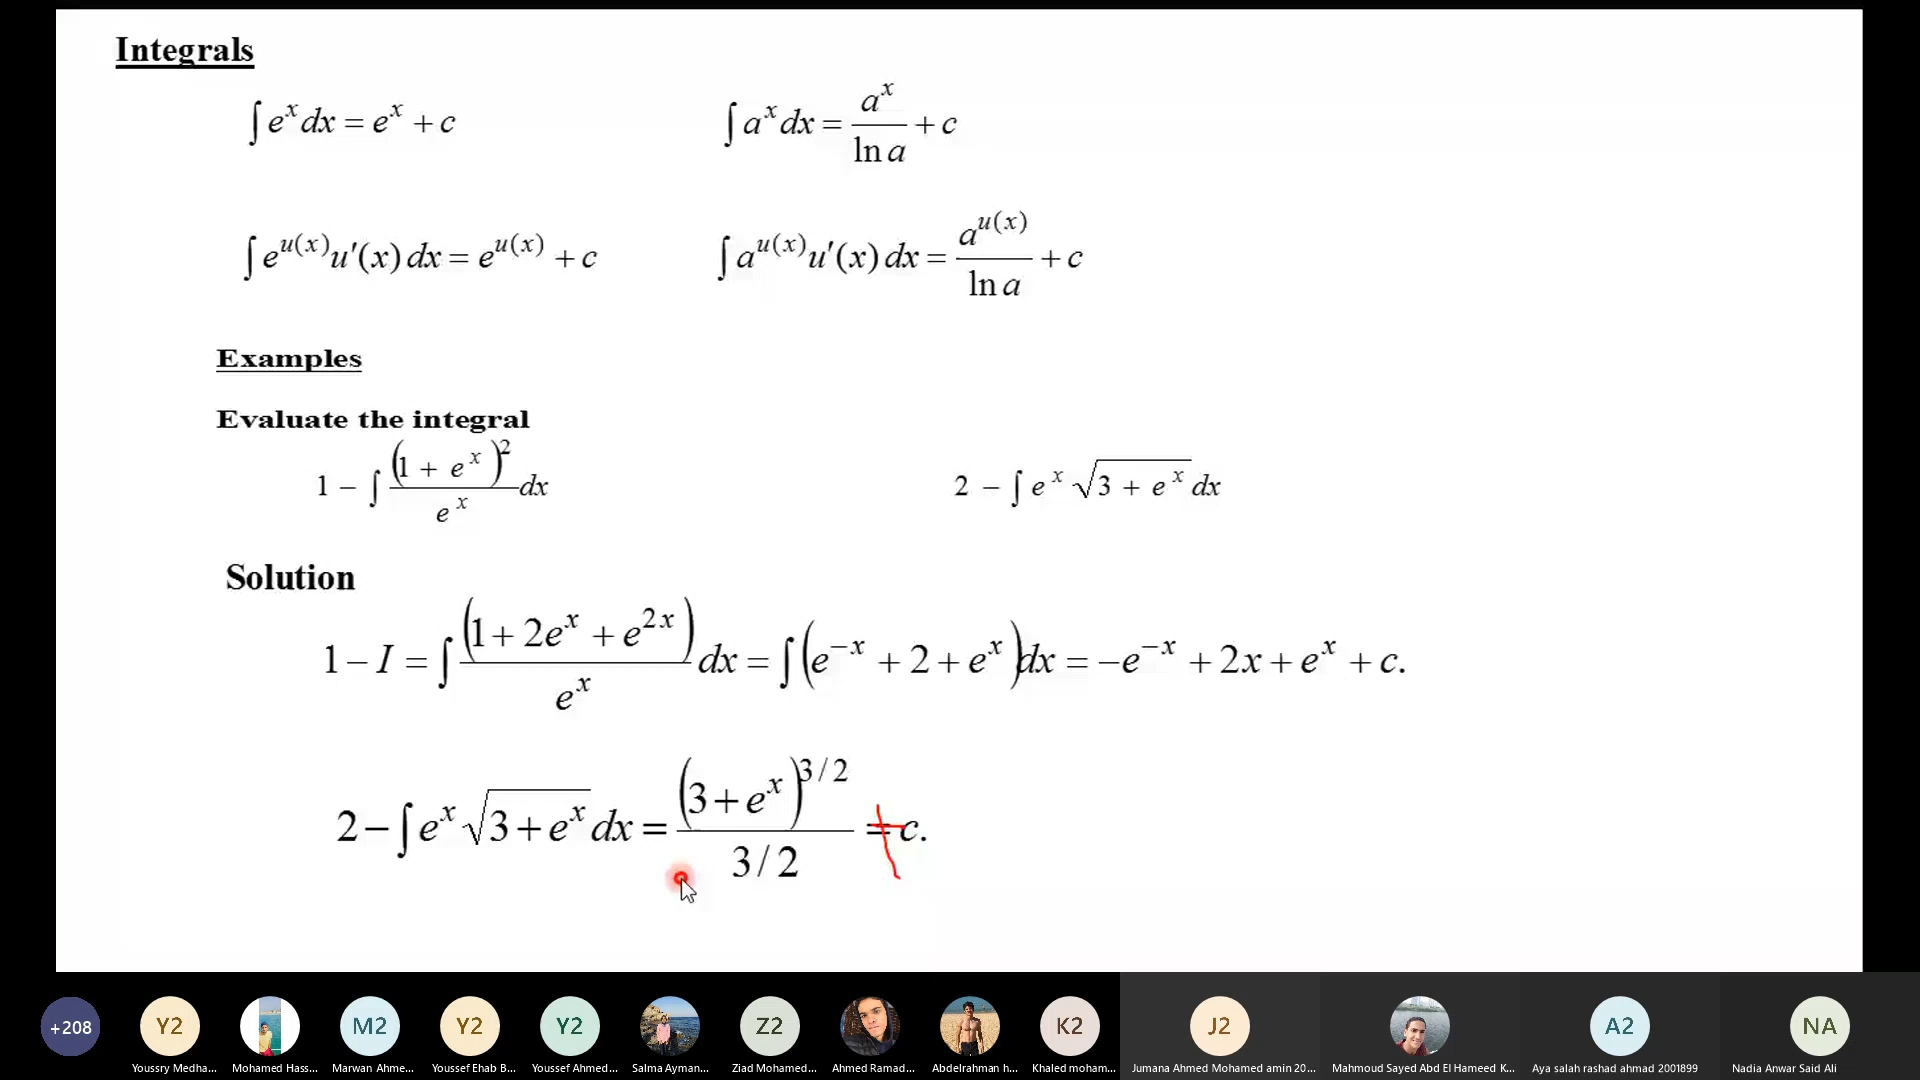 Integrals
∫ e^x dx = e^x + c
∫ a^x dx = a^x / ln a + c
∫ e^{u(x)} u'(x) dx = e^{u(x)} + c
∫ a^{u(x)} u'(x) dx = a^{u(x)} / ln a + c
Examples
Evaluate the integral
1 − ∫ (1 + e^x)^2 / e^x dx
2 − ∫ e^x √(3 + e^x) dx
Solution
1 − I = ∫ (1 + 2e^x + e^{2x}) / e^x dx = ∫ (e^{−x} + 2 + e^x) dx = −e^{−x} + 2x + e^x + c.
2 − ∫ e^x √(3 + e^x) dx = (3 + e^x)^{3/2} / 3/2 + c.
+208
Y2
M2
Y2
Y2
Z2
K2
J2
A2
NA
Youssry Medha...
Mohamed Hass...
Marwan Ahme...
Youssef Ehab B...
Youssef Ahmed...
Salma Ayman...
Ziad Mohamed...
Ahmed Ramad...
Abdelrahman h...
Khaled moham...
Jumana Ahmed Mohamed amin 20...
Mahmoud Sayed Abd El Hameed K...
Aya salah rashad ahmad 2001899
Nadia Anwar Said Ali